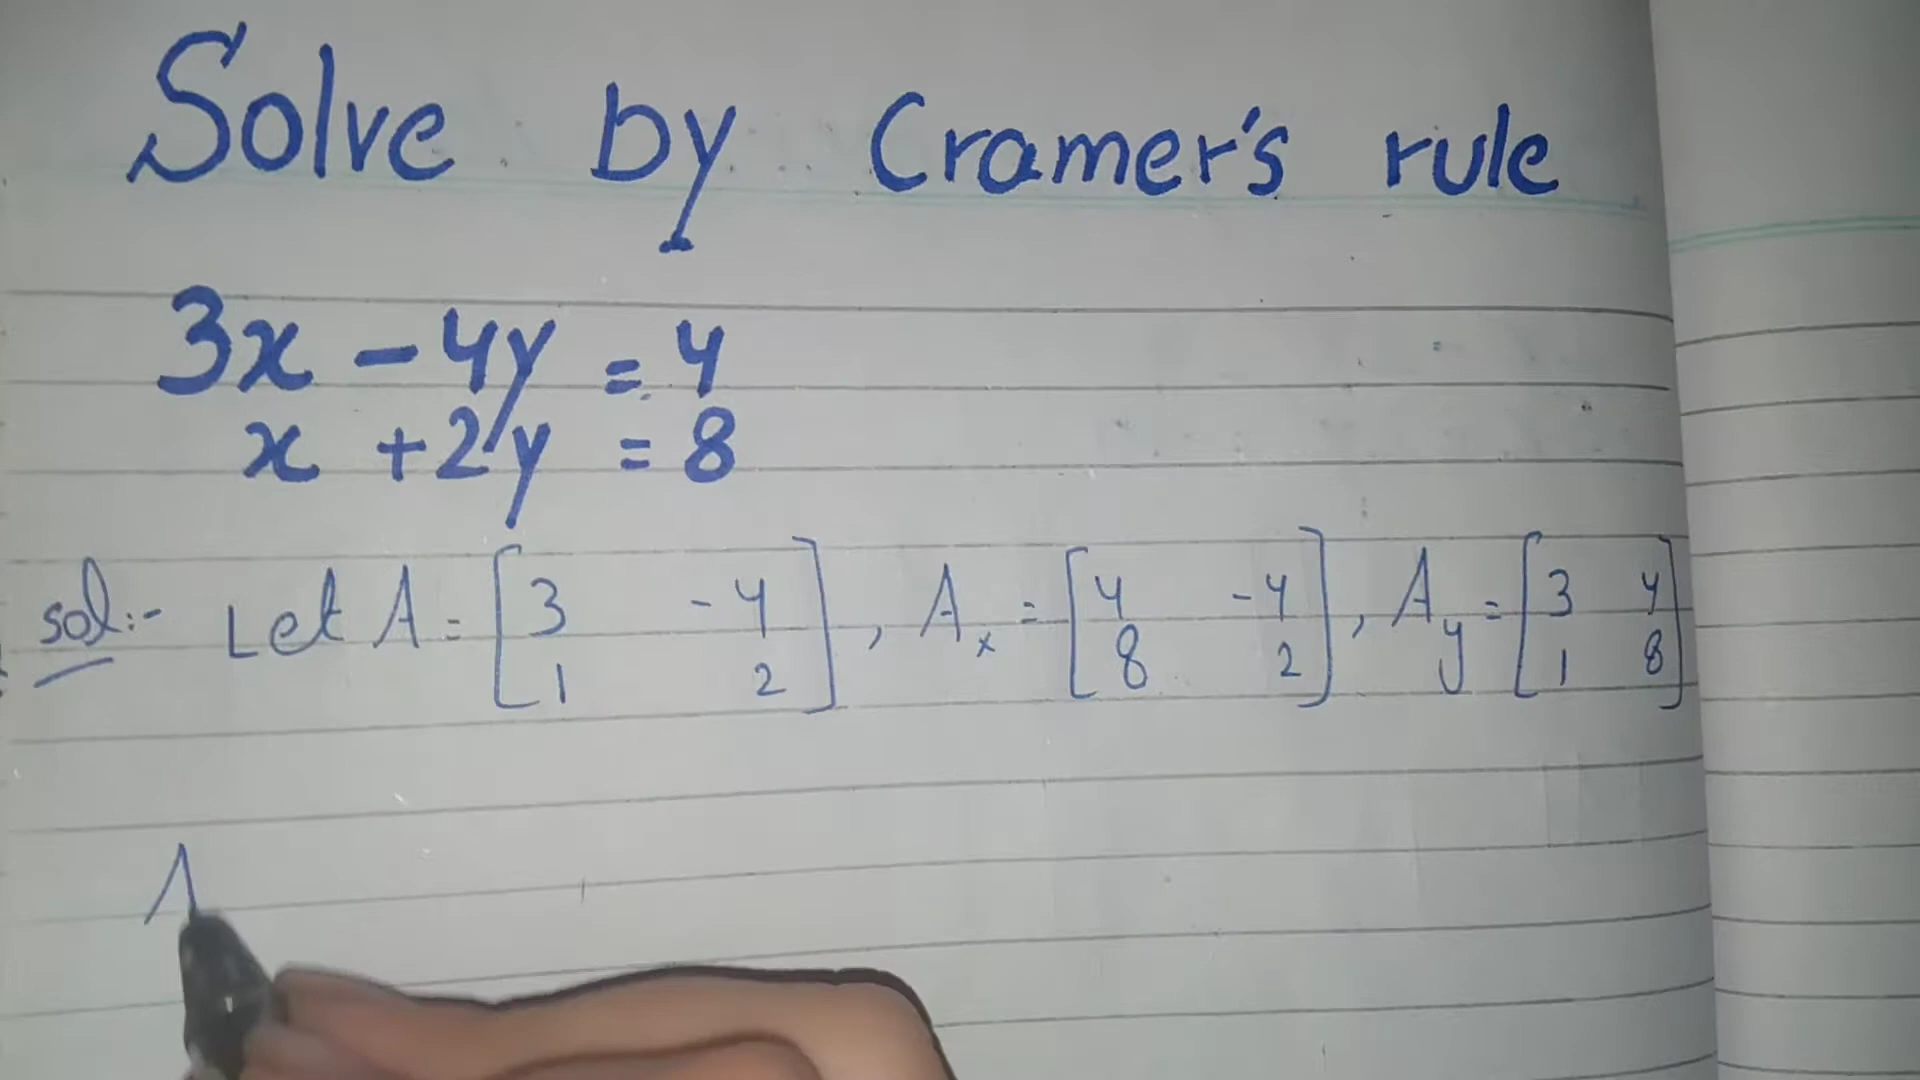 Solve by Cramer's rule
3x - 4y = 4
x + 2y = 8
sol:- Let A = [3 -4 , Ax = [4 -4 , Ay = [3 4
1 2] 8 2] 1 8]
A